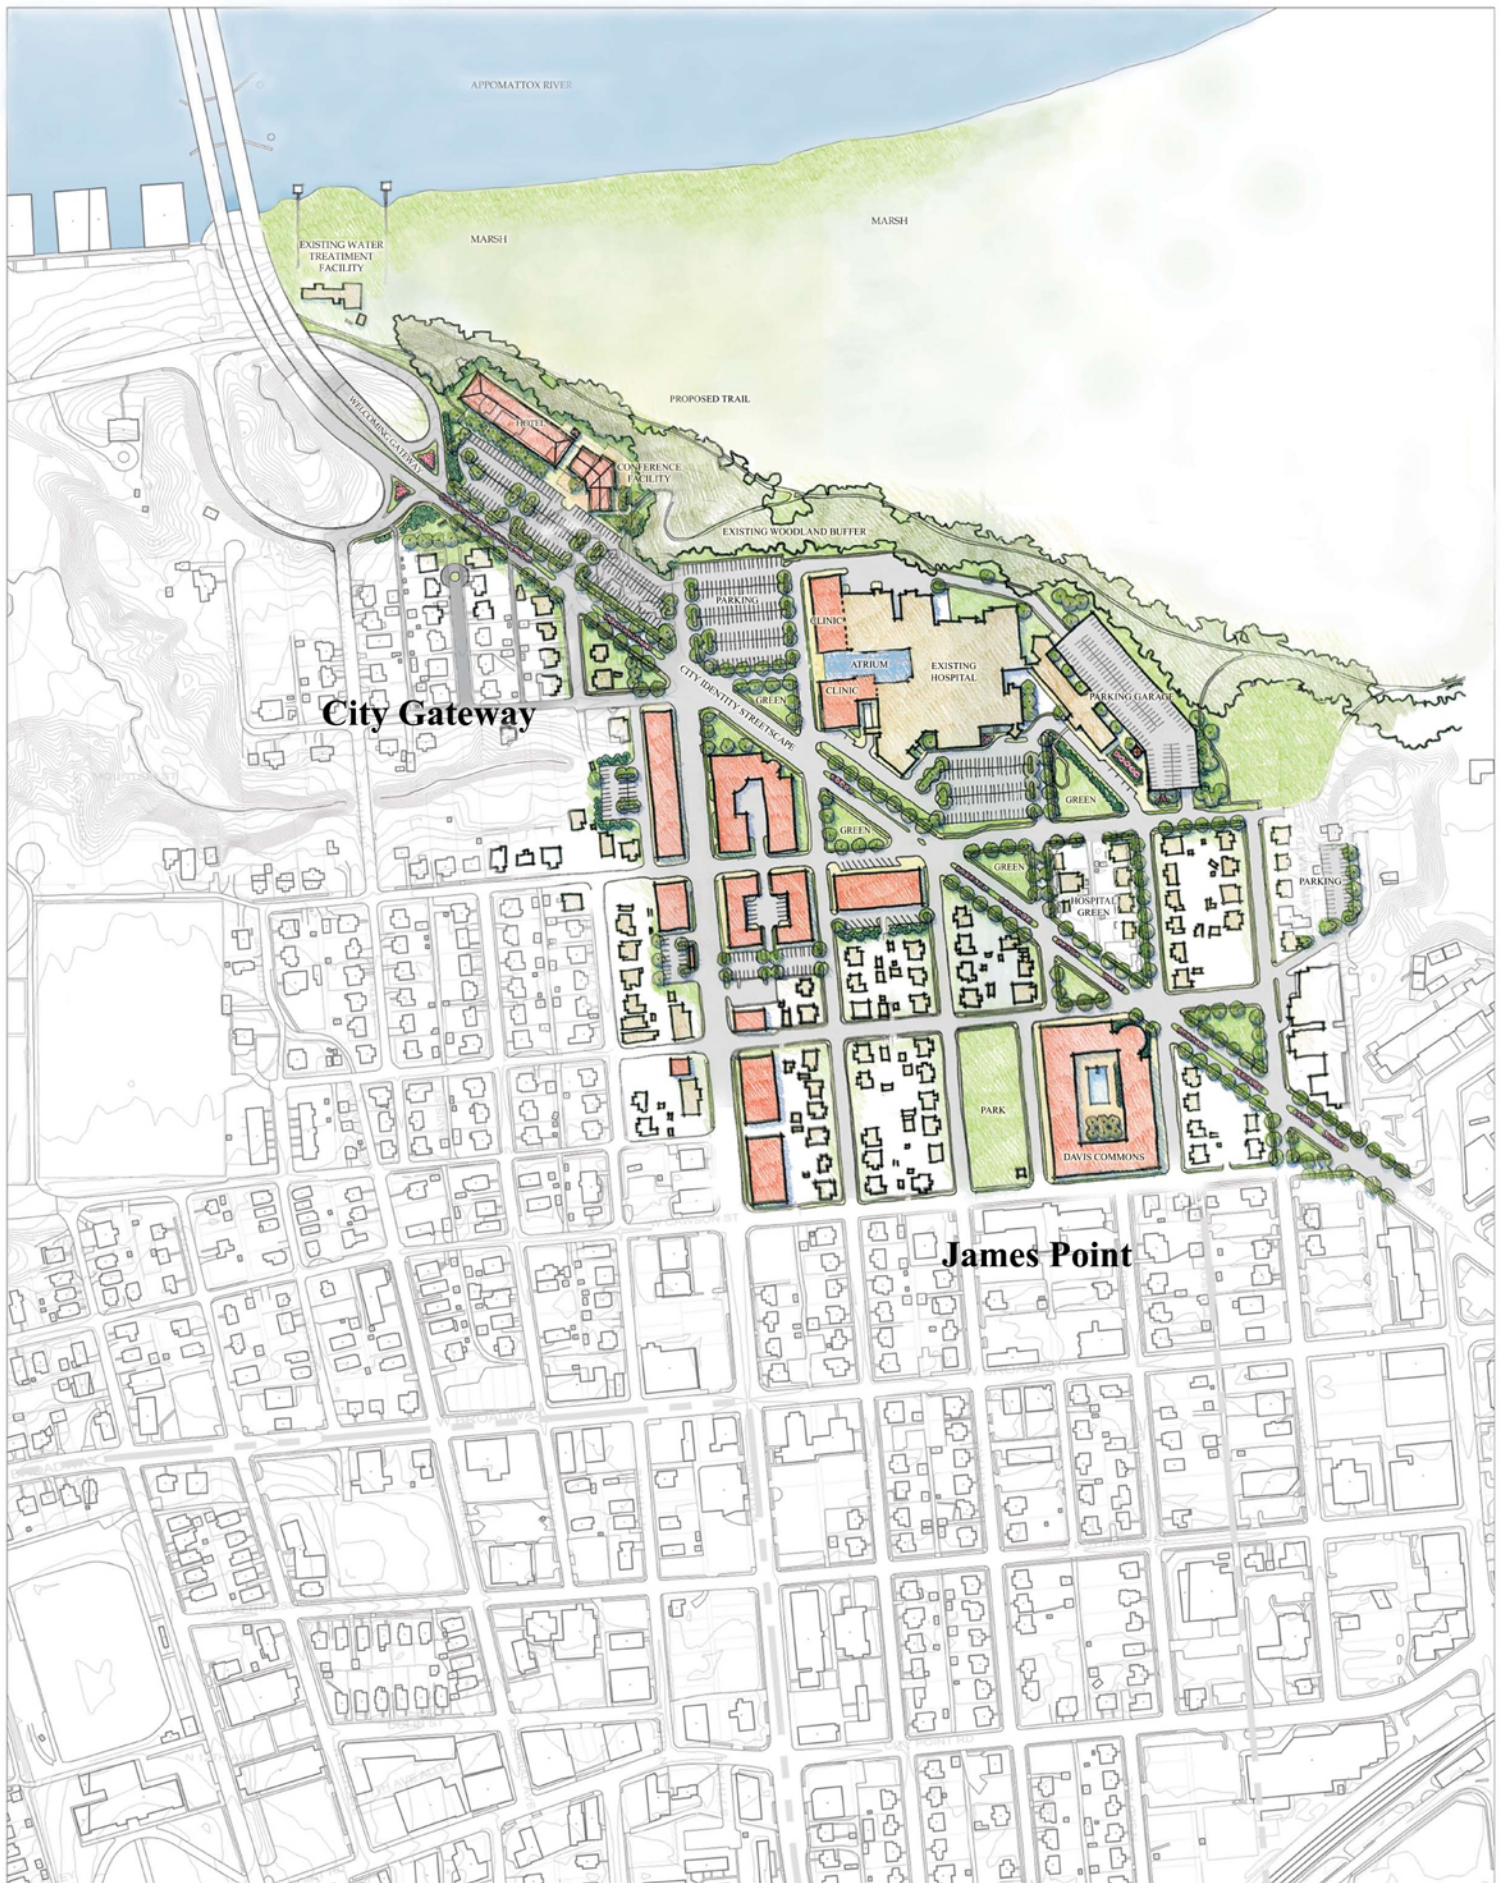 APPOMATTOX RIVER
MARSH
MARSH
EXISTING WATER
TREATIMENT
FACILITY
PROPOSED TRAIL
WELCOMING GATEWAY
HOTEL
CONFERENCE
FACILITY
EXISTING WOODLAND BUFFER
PARKING
CLINIC
ATRIUM
EXISTING
HOSPITAL
CLINIC
PARKING GARAGE
CITY IDENTITY STREETSCAPE
GREEN
City Gateway
GREEN
GREEN
GREEN
HOSPITAL
GREEN
PARKING
PARK
DAVIS COMMONS
James Point
W BROADWAY